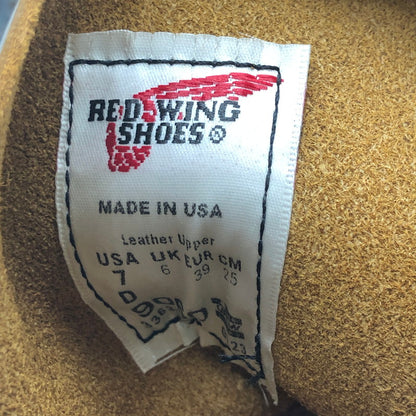 RED WING
SHOES®
MADE IN USA
Leather Upper
USA UK EUR CM
7 6 39 25